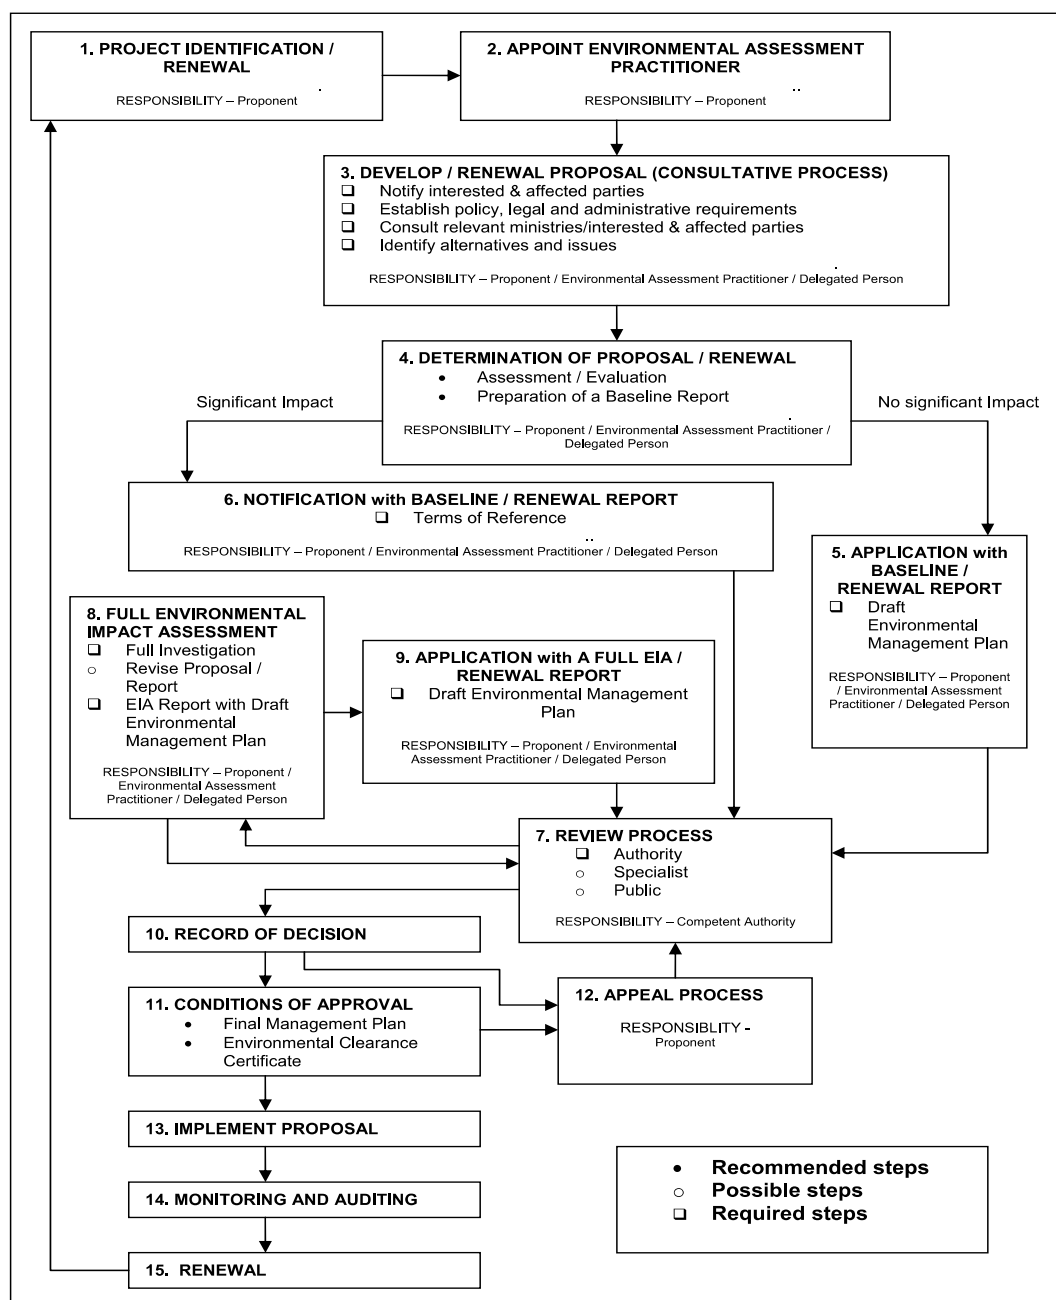 1. PROJECT IDENTIFICATION /
RENEWAL
RESPONSIBILITY – Proponent
2. APPOINT ENVIRONMENTAL ASSESSMENT
PRACTITIONER
RESPONSIBILITY – Proponent
3. DEVELOP / RENEWAL PROPOSAL (CONSULTATIVE PROCESS)
❑ Notify interested & affected parties
❑ Establish policy, legal and administrative requirements
❑ Consult relevant ministries/interested & affected parties
❑ Identify alternatives and issues
RESPONSIBILITY – Proponent / Environmental Assessment Practitioner / Delegated Person
4. DETERMINATION OF PROPOSAL / RENEWAL
• Assessment / Evaluation
• Preparation of a Baseline Report
RESPONSIBILITY – Proponent / Environmental Assessment Practitioner /
Delegated Person
Significant Impact
No significant Impact
6. NOTIFICATION with BASELINE / RENEWAL REPORT
❑ Terms of Reference
RESPONSIBILITY – Proponent / Environmental Assessment Practitioner / Delegated Person
5. APPLICATION with
BASELINE /
RENEWAL REPORT
❑ Draft
Environmental
Management Plan
RESPONSIBILITY – Proponent
/ Environmental Assessment
Practitioner / Delegated Person
8. FULL ENVIRONMENTAL
IMPACT ASSESSMENT
❑ Full Investigation
○ Revise Proposal /
Report
❑ EIA Report with Draft
Environmental
Management Plan
RESPONSIBILITY – Proponent /
Environmental Assessment
Practitioner / Delegated Person
9. APPLICATION with A FULL EIA /
RENEWAL REPORT
❑ Draft Environmental Management
Plan
RESPONSIBILITY – Proponent / Environmental
Assessment Practitioner / Delegated Person
7. REVIEW PROCESS
❑ Authority
○ Specialist
○ Public
RESPONSIBILITY – Competent Authority
10. RECORD OF DECISION
11. CONDITIONS OF APPROVAL
• Final Management Plan
• Environmental Clearance
Certificate
12. APPEAL PROCESS
RESPONSIBLITY -
Proponent
13. IMPLEMENT PROPOSAL
14. MONITORING AND AUDITING
15. RENEWAL
• Recommended steps
○ Possible steps
❑ Required steps